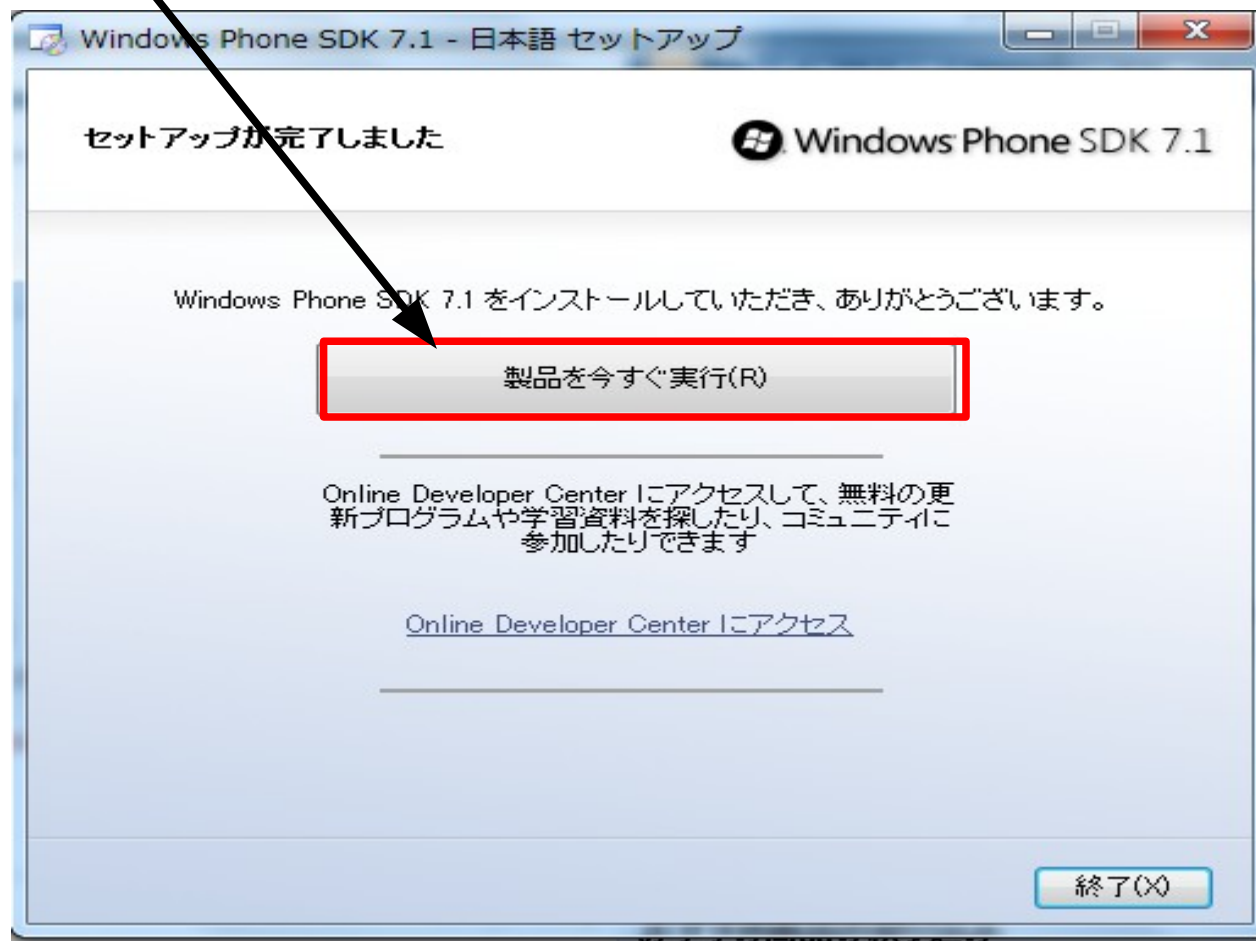 Windows Phone SDK 7.1 - 日本語 セットアップ
セットアップが完了しました
Windows Phone SDK 7.1
Windows Phone SDK 7.1 をインストールしていただき、ありがとうございます。
製品を今すぐ実行(R)
Online Developer Center にアクセスして、無料の更
新プログラムや学習資料を探したり、コミュニティに
参加したりできます
Online Developer Center にアクセス
終了(X)